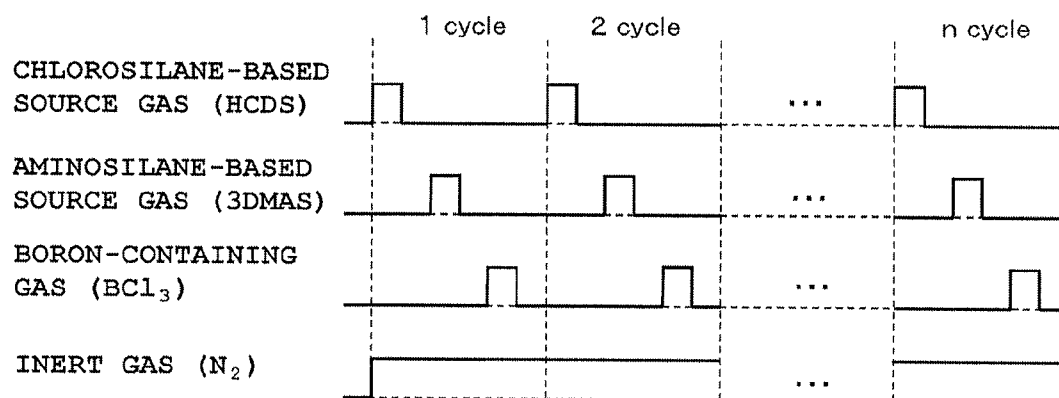 1 cycle 2 cycle n cycle
CHLOROSILANE-BASED
SOURCE GAS (HCDS)
...
AMINOSILANE-BASED
SOURCE GAS (3DMAS)
...
BORON-CONTAINING
GAS (BCl₃)
...
INERT GAS (N₂)
...